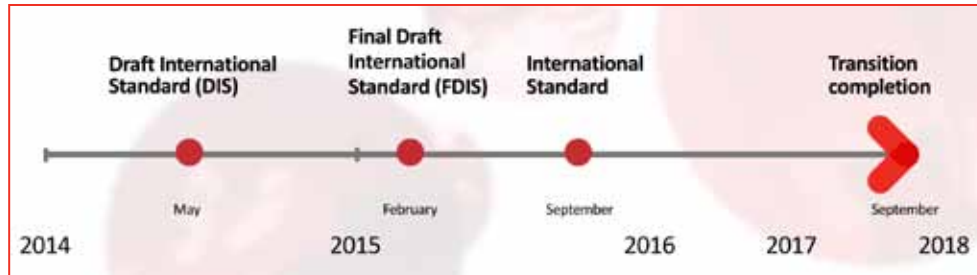 Draft International
Standard (DIS)
Final Draft
International
Standard (FDIS)
International
Standard
Transition
completion
May
February
September
September
2014
2015
2016
2017
2018